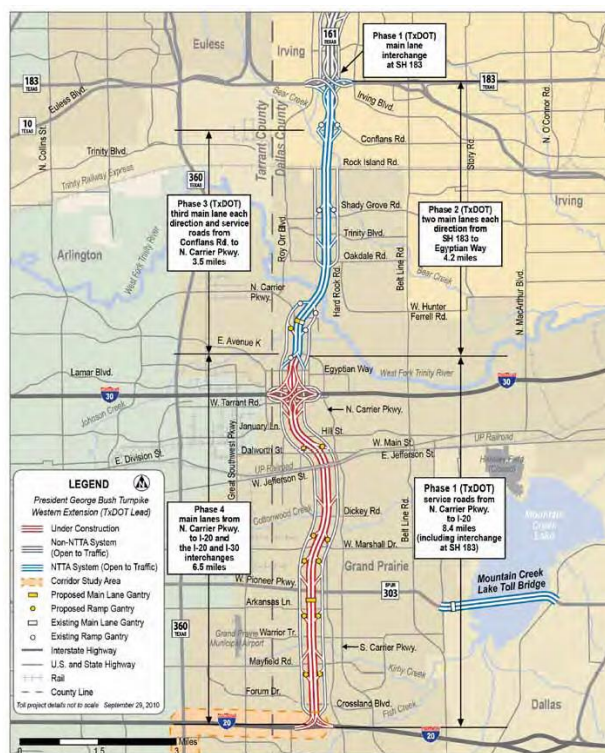 Euless
Irving
161
TEXAS
Phase 1 (TxDOT)
main lane
interchange
at SH 183
183
TEXAS
183
TEXAS
Euless Blvd.
Bear Creek
Irving Blvd.
10
TEXAS
N. Collins St.
Trinity Blvd.
Trinity Railway Express
360
TEXAS
Tarrant County
Dallas County
Conflans Rd.
Rock Island Rd.
Story Rd.
N. O'Connor Rd.
Irving
Phase 3 (TxDOT)
third main lane each
direction and service
roads from
Conflans Rd. to
N. Carrier Pkwy.
3.5 miles
Shady Grove Rd.
Trinity Blvd.
Oakdale Rd.
Phase 2 (TxDOT)
two main lanes each
direction from
SH 183 to
Egyptian Way
4.2 miles
Arlington
West Fork Trinity River
Roy Orr Blvd.
Hard Rock Rd.
Belt Line Rd.
Bear Creek
N. MacArthur Blvd.
N. Carrier
Pkwy.
W. Hunter
Ferrell Rd.
E. Avenue K
Lamar Blvd.
Egyptian Way
West Fork Trinity River
30
30
Johnson Creek
W. Tarrant Rd.
N. Carrier Pkwy.
January Ln.
Hill St.
Great Southwest Pkwy.
Dalworth St.
W. Main St.
UP Railroad
E. Division St.
E. Jefferson St.
UP Railroad
W. Jefferson St.
Cottonwood Creek
Phase 4
main lanes from
N. Carrier Pkwy.
to I-20 and
the I-20 and I-30
interchanges
6.5 miles
Dickey Rd.
Belt Line Rd.
Phase 1 (TxDOT)
service roads from
N. Carrier Pkwy.
to I-20
8.4 miles
(including interchange
at SH 183)
Mountain
Creek
Lake
W. Marshall Dr.
Grand Prairie
W. Pioneer Pkwy.
SPUR
303
Mountain Creek
Lake Toll Bridge
Arkansas Ln.
360
TEXAS
Warrior Tr.
Grand Prairie
Municipal Airport
S. Carrier Pkwy.
Mayfield Rd.
Kirby Creek
Forum Dr.
Crossland Blvd.
Fish Creek
Dallas
20
20
LEGEND
President George Bush Turnpike
Western Extension (TxDOT Lead)
Under Construction
Non-NTTA System
(Open to Traffic)
NTTA System (Open to Traffic)
Corridor Study Area
Proposed Main Lane Gantry
Proposed Ramp Gantry
Existing Main Lane Gantry
Existing Ramp Gantry
Interstate Highway
U.S. and State Highway
Rail
County Line
Toll project details not to scale September 29, 2010
Miles
1.5
3